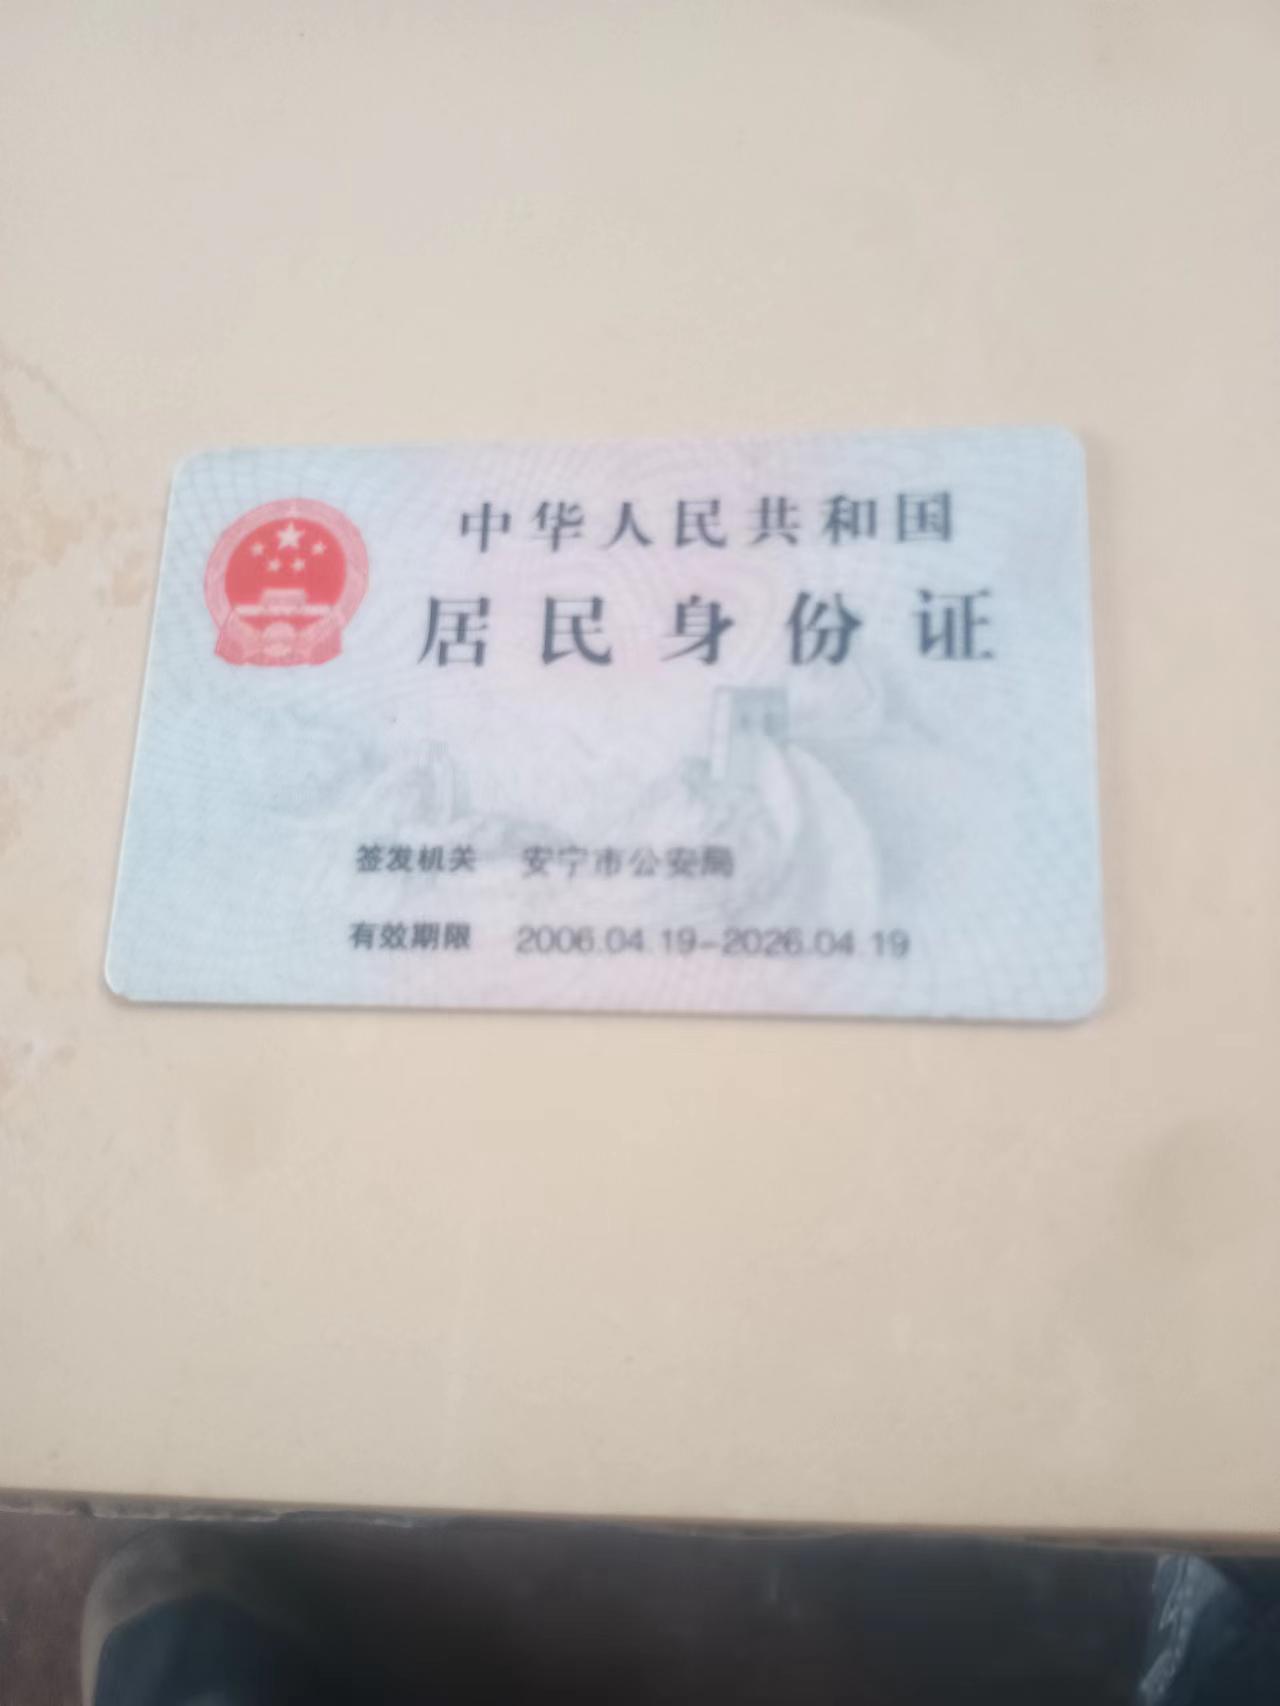 中华人民共和国
居民身份证
签发机关 安宁市公安局
有效期限 2006.04.19-2026.04.19